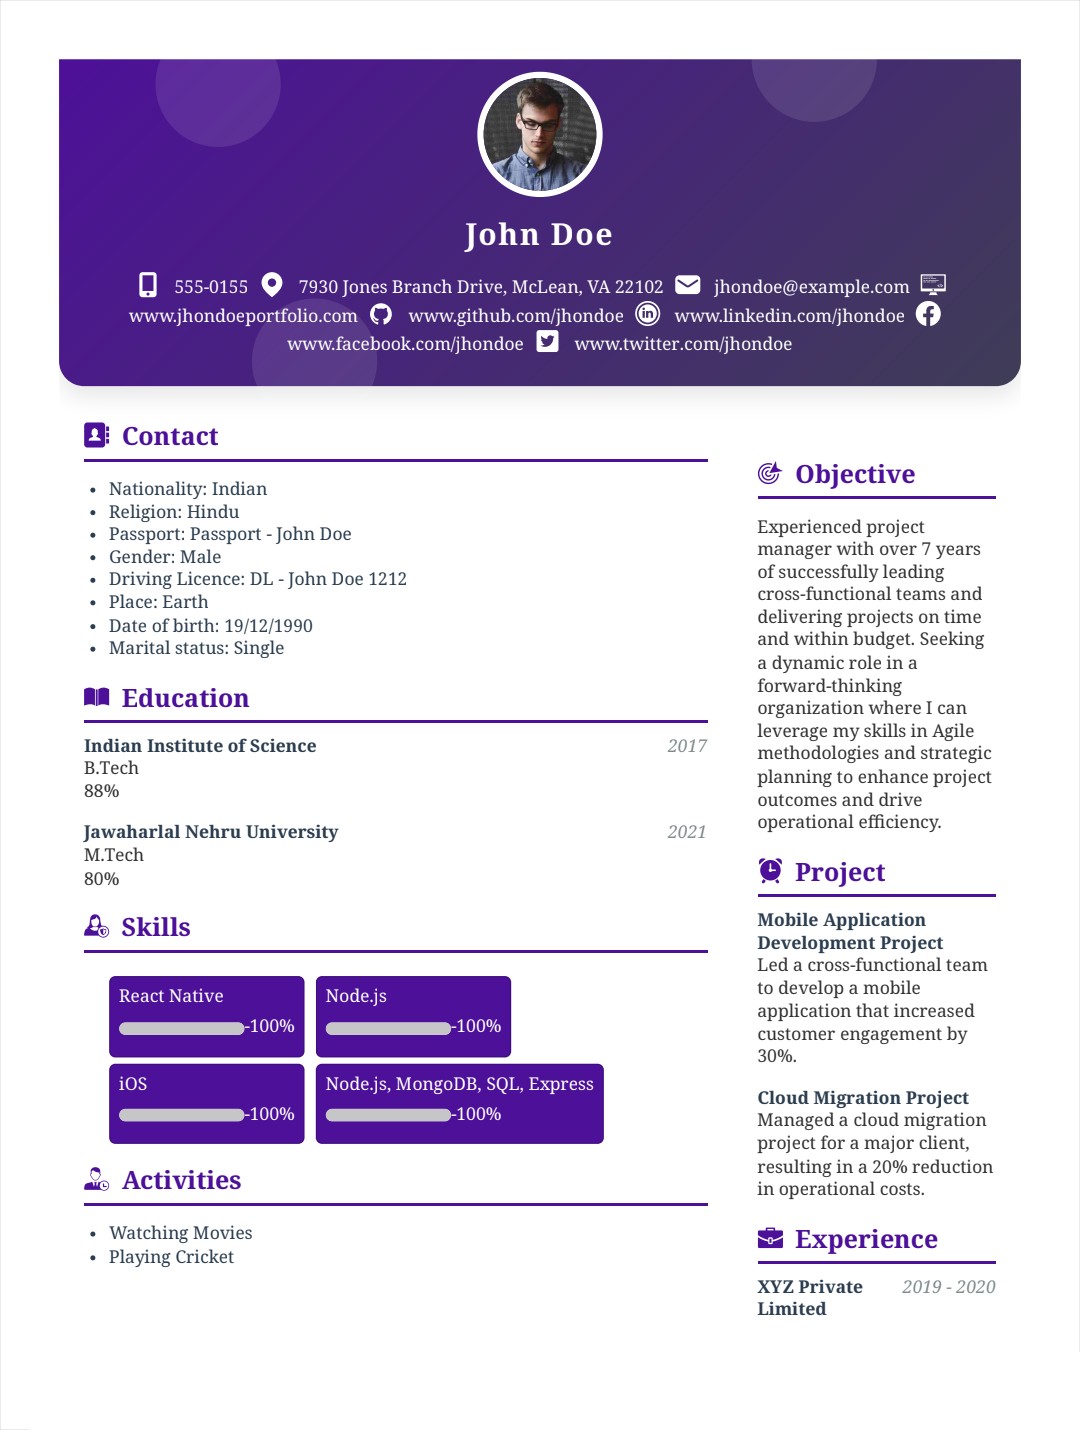 John Doe
555-0155 7930 Jones Branch Drive, McLean, VA 22102 jhondoe@example.com
www.jhondoeportfolio.com www.github.com/jhondoe www.linkedin.com/jhondoe
www.facebook.com/jhondoe www.twitter.com/jhondoe
Contact
Nationality: Indian
Religion: Hindu
Passport: Passport - John Doe
Gender: Male
Driving Licence: DL - John Doe 1212
Place: Earth
Date of birth: 19/12/1990
Marital status: Single
Education
Indian Institute of Science 2017
B.Tech
88%
Jawaharlal Nehru University 2021
M.Tech
80%
Skills
React Native
-100%
Node.js
-100%
iOS
-100%
Node.js, MongoDB, SQL, Express
-100%
Activities
Watching Movies
Playing Cricket
Objective
Experienced project
manager with over 7 years
of successfully leading
cross-functional teams and
delivering projects on time
and within budget. Seeking
a dynamic role in a
forward-thinking
organization where I can
leverage my skills in Agile
methodologies and strategic
planning to enhance project
outcomes and drive
operational efficiency.
Project
Mobile Application
Development Project
Led a cross-functional team
to develop a mobile
application that increased
customer engagement by
30%.
Cloud Migration Project
Managed a cloud migration
project for a major client,
resulting in a 20% reduction
in operational costs.
Experience
XYZ Private 2019 - 2020
Limited